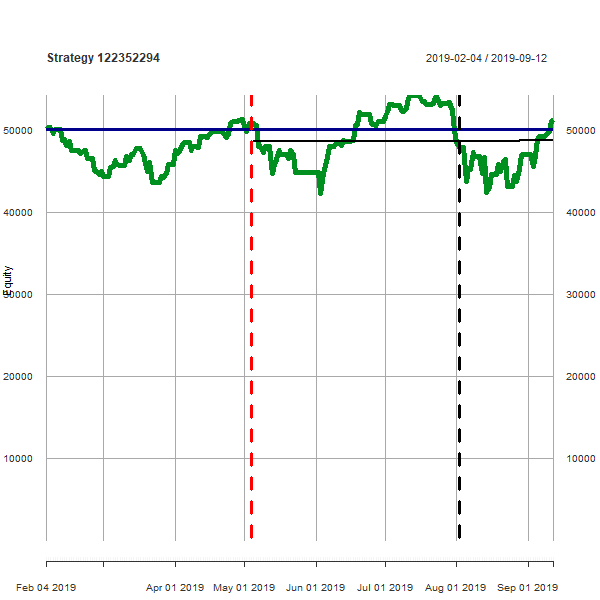 Strategy 122352294
2019-02-04 / 2019-09-12
50000
50000
40000
40000
Equity
30000
30000
20000
20000
10000
10000
Feb 04 2019
Apr 01 2019
May 01 2019
Jun 01 2019
Jul 01 2019
Aug 01 2019
Sep 01 2019